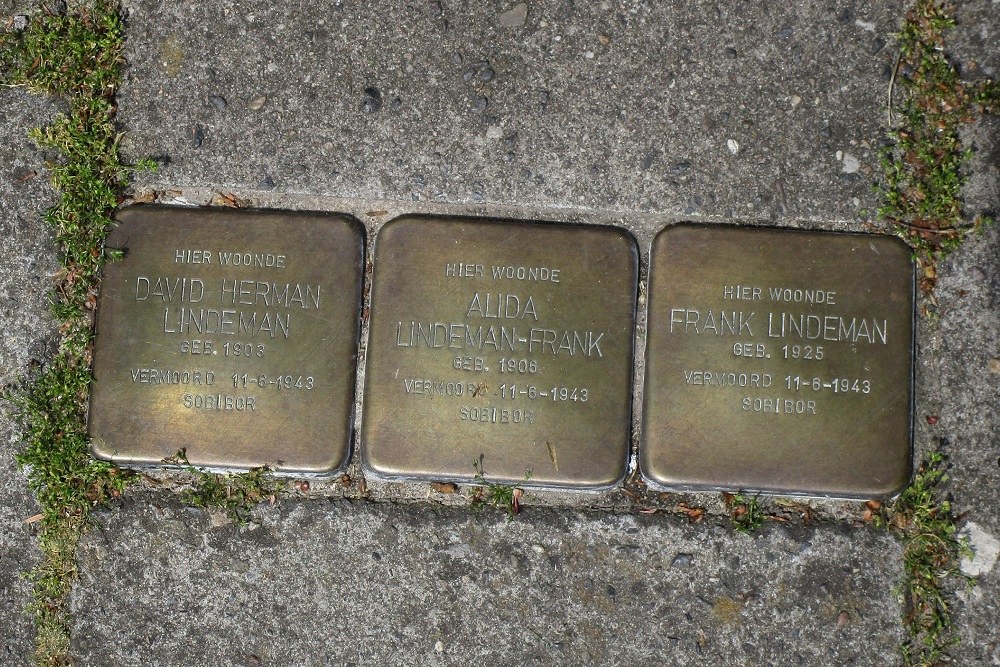 HIER WOONDE
DAVID HERMAN
LINDEMAN
GEB. 1903
VERMOORD 11-6-1943
SOBIBOR
HIER WOONDE
ALIDA
LINDEMAN-FRANK
GEB. 1906
VERMOORD 11-6-1943
SOBIBOR
HIER WOONDE
FRANK LINDEMAN
GEB. 1925
VERMOORD 11-6-1943
SOBIBOR